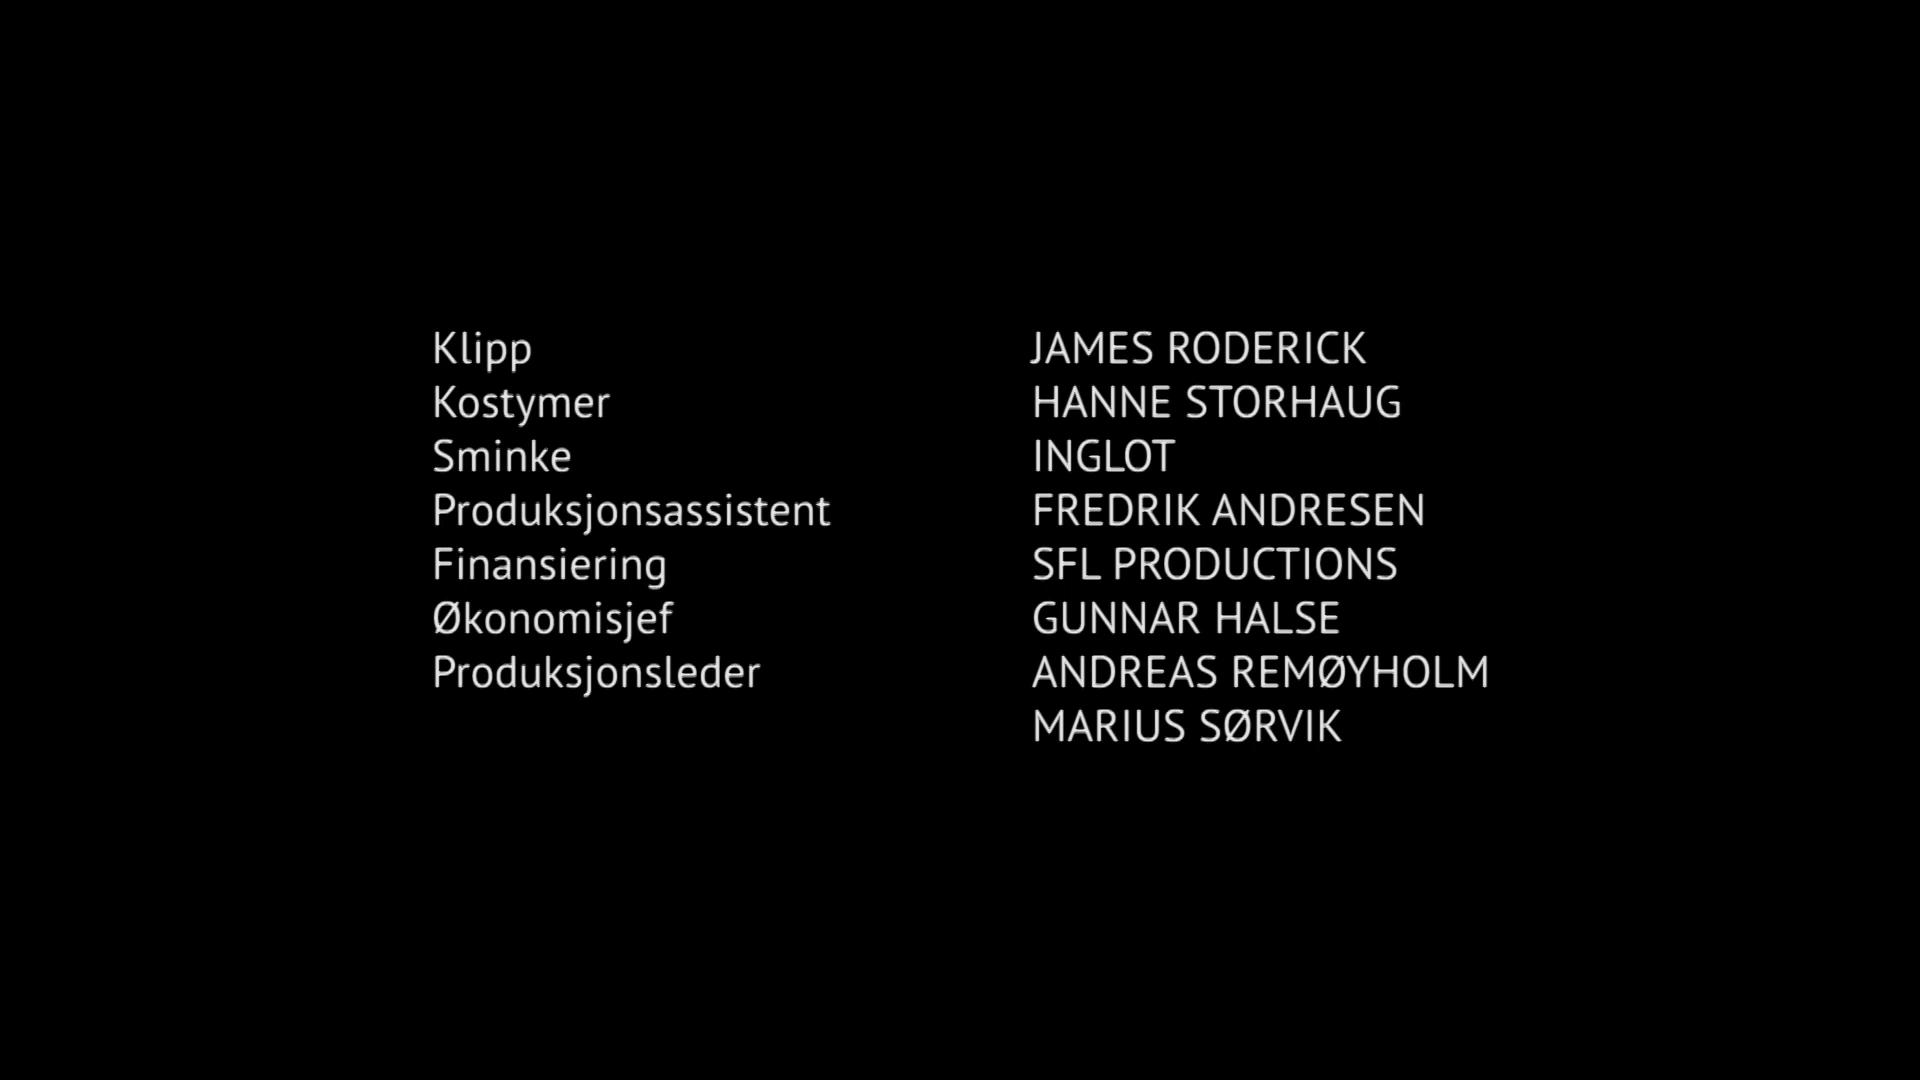 Klipp JAMES RODERICK
Kostymer HANNE STORHAUG
Sminke INGLOT
Produksjonsassistent FREDRIK ANDRESEN
Finansiering SFL PRODUCTIONS
Økonomisjef GUNNAR HALSE
Produksjonsleder ANDREAS REMØYHOLM
MARIUS SØRVIK